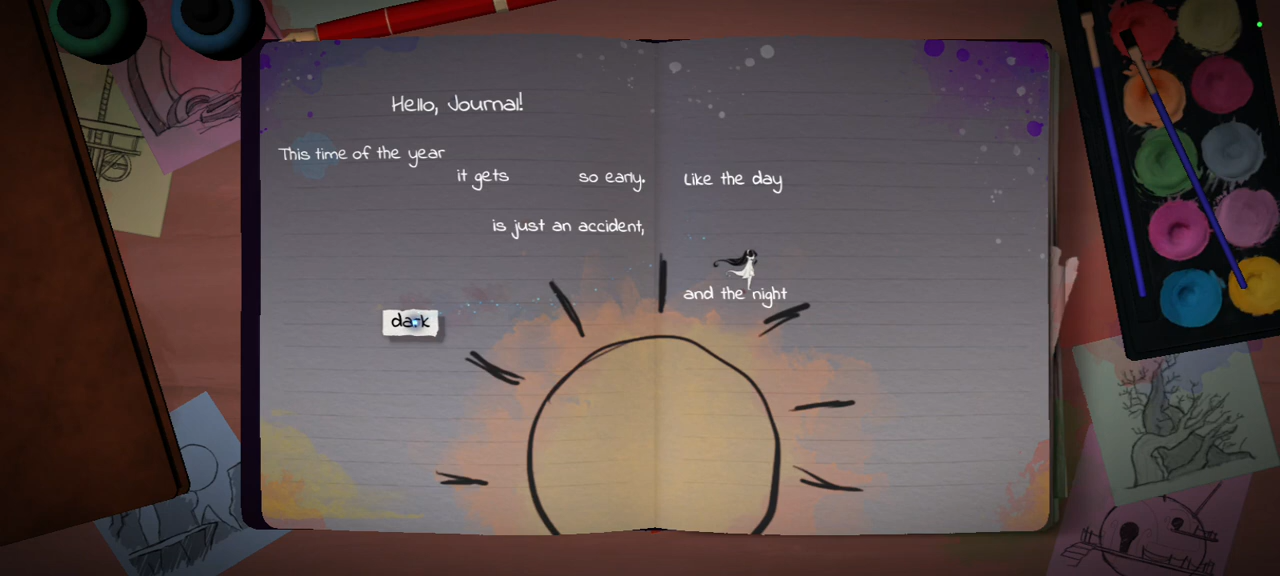 Hello, Journal!
This time of the year
it gets so early.
is just an accident,
dark
Like the day
and the night